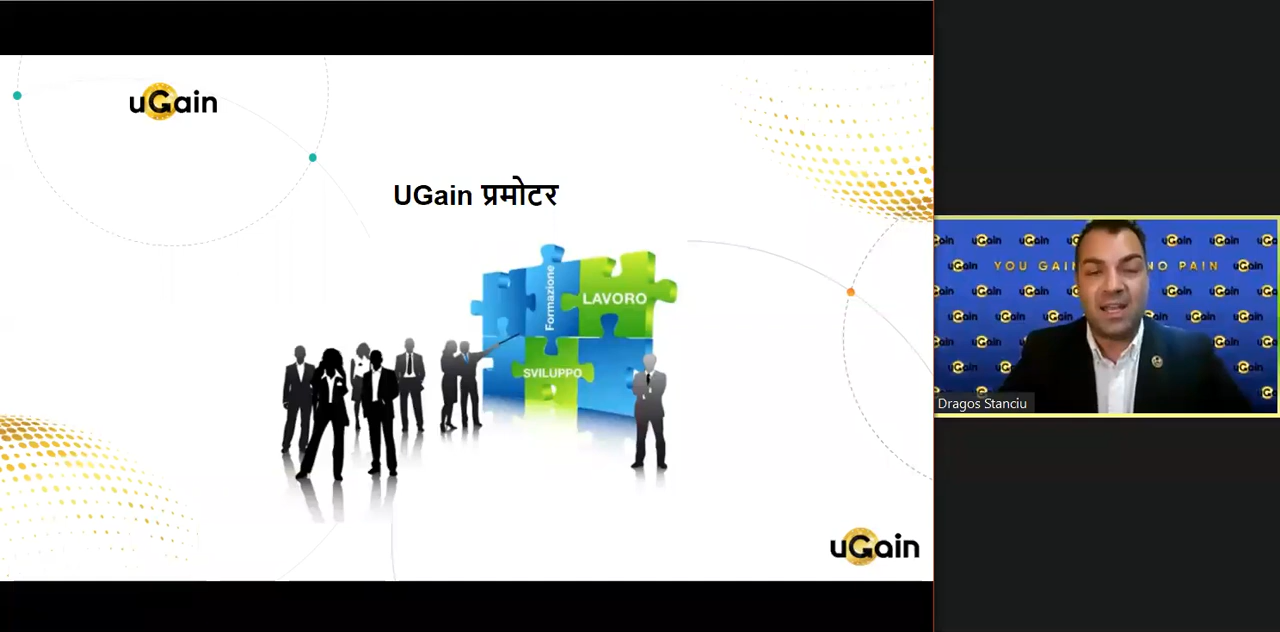 uGain
UGain प्रमोटर
Formazione
LAVORO
SVILUPPO
uGain
YOU GAIN NO PAIN
uGain
Dragos Stanciu